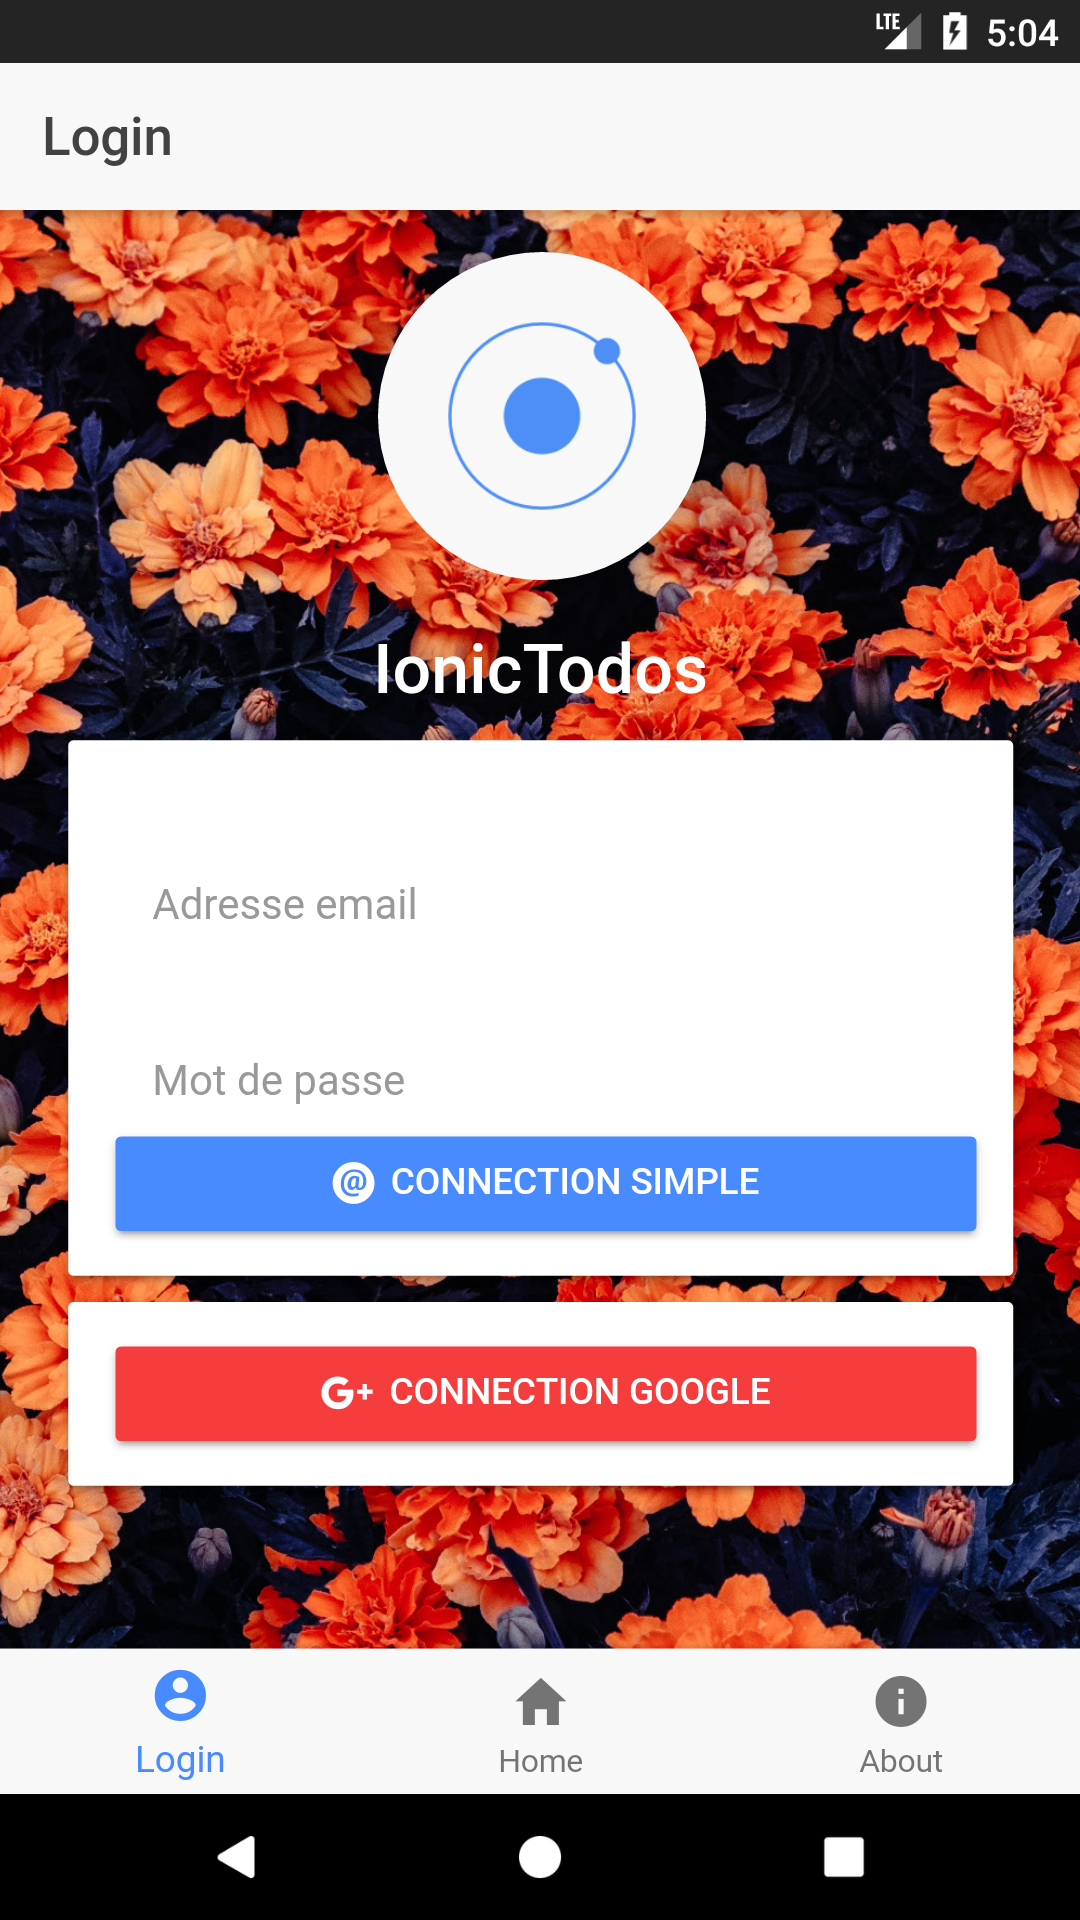 LTE 5:04
Login
IonicTodos
Adresse email
Mot de passe
@ CONNECTION SIMPLE
G+ CONNECTION GOOGLE
Login Home About